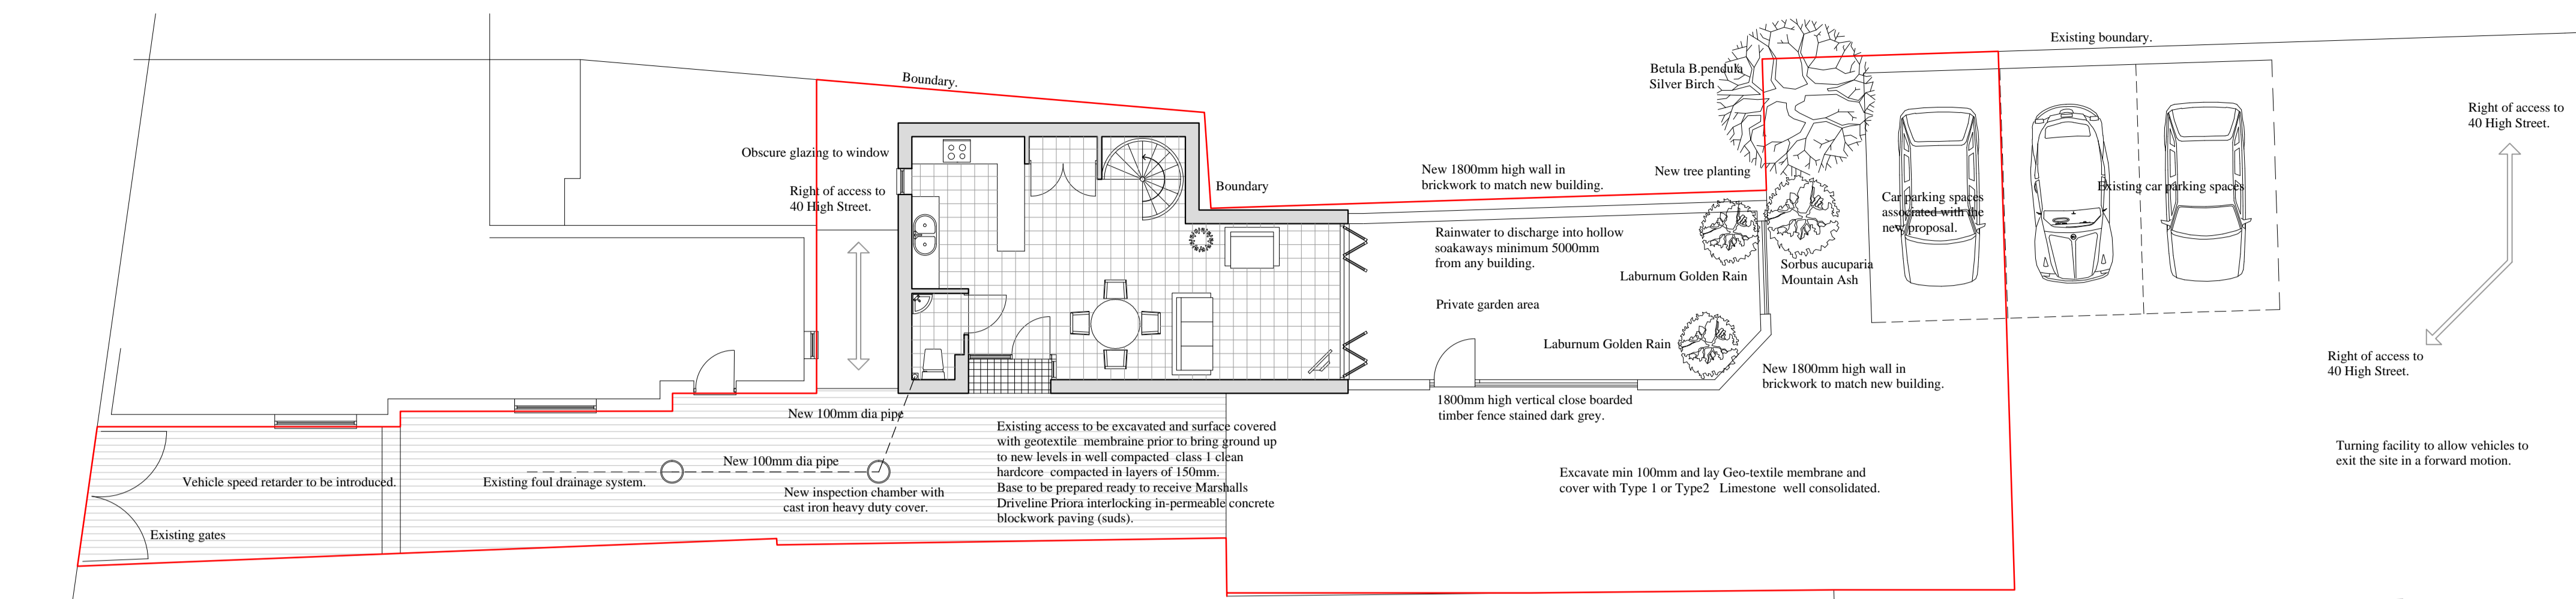 Existing boundary.
Boundary.
Betula B.pendula
Silver Birch
Right of access to
40 High Street.
Obscure glazing to window
Right of access to
40 High Street.
Boundary
New 1800mm high wall in
brickwork to match new building.
New tree planting
Car parking spaces
associated with the
new proposal.
Existing car parking spaces
Rainwater to discharge into hollow
soakaways minimum 5000mm
from any building.
Laburnum Golden Rain
Sorbus aucuparia
Mountain Ash
Private garden area
Laburnum Golden Rain
New 1800mm high wall in
brickwork to match new building.
Right of access to
40 High Street.
1800mm high vertical close boarded
timber fence stained dark grey.
New 100mm dia pipe
Existing access to be excavated and surface covered
with geotextile membraine prior to bring ground up
to new levels in well compacted class 1 clean
hardcore compacted in layers of 150mm.
Base to be prepared ready to receive Marshalls
Driveline Priora interlocking in-permeable concrete
blockwork paving (suds).
New 100mm dia pipe
Vehicle speed retarder to be introduced.
Existing foul drainage system.
New inspection chamber with
cast iron heavy duty cover.
Existing gates
Excavate min 100mm and lay Geo-textile membrane and
cover with Type 1 or Type2 Limestone well consolidated.
Turning facility to allow vehicles to
exit the site in a forward motion.